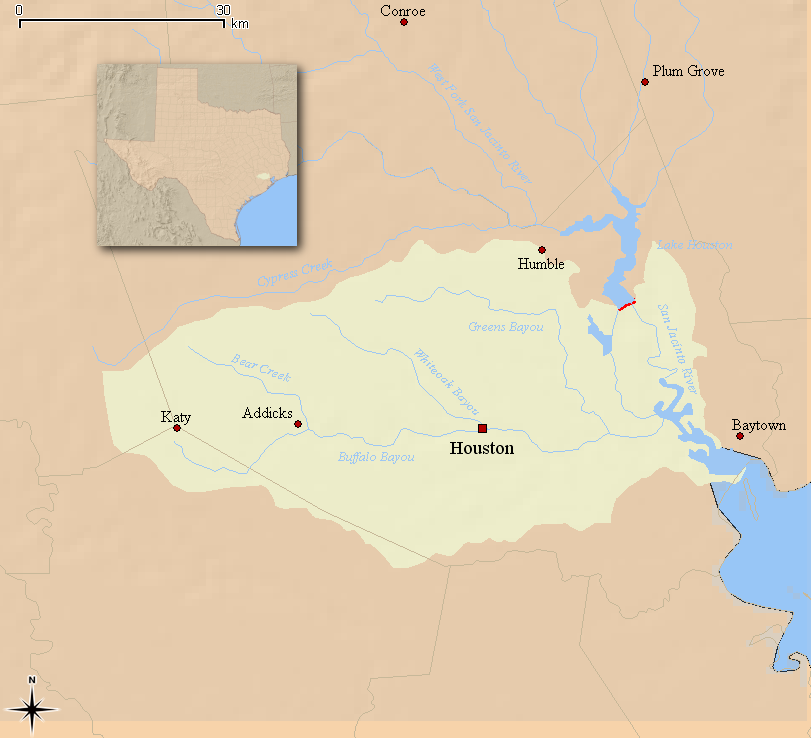 0 30
km
Conroe
Plum Grove
West Fork San Jacinto River
Lake Houston
Humble
Cypress Creek
San Jacinto River
Greens Bayou
Whiteoak Bayou
Bear Creek
Katy
Addicks
Baytown
Houston
Buffalo Bayou
N